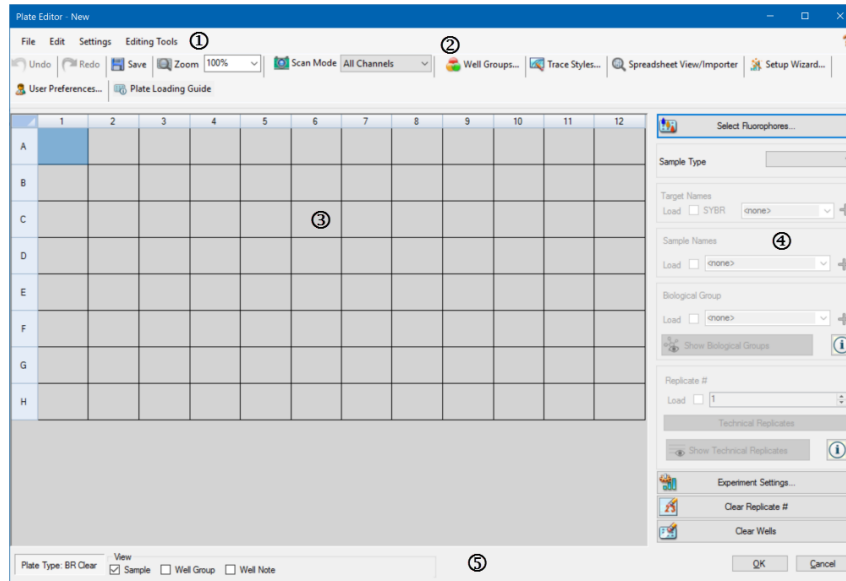 Plate Editor - New
File Edit Settings Editing Tools ①
②
Undo Redo Save Zoom 100% Scan Mode All Channels Well Groups... Trace Styles... Spreadsheet View/Importer Setup Wizard...
User Preferences... Plate Loading Guide
1 2 3 4 5 6 7 8 9 10 11 12
A
B
C
D
E
F
G
H
③
Select Fluorophores...
Sample Type
Target Names
Load SYBR <none>
Sample Names
④
Load <none>
Biological Group
Load <none>
Show Biological Groups
Replicate #
Load 1
Technical Replicates
Show Technical Replicates
Experiment Settings...
Clear Replicate #
Clear Wells
Plate Type: BR Clear
View
Sample Well Group Well Note
⑤
OK Cancel